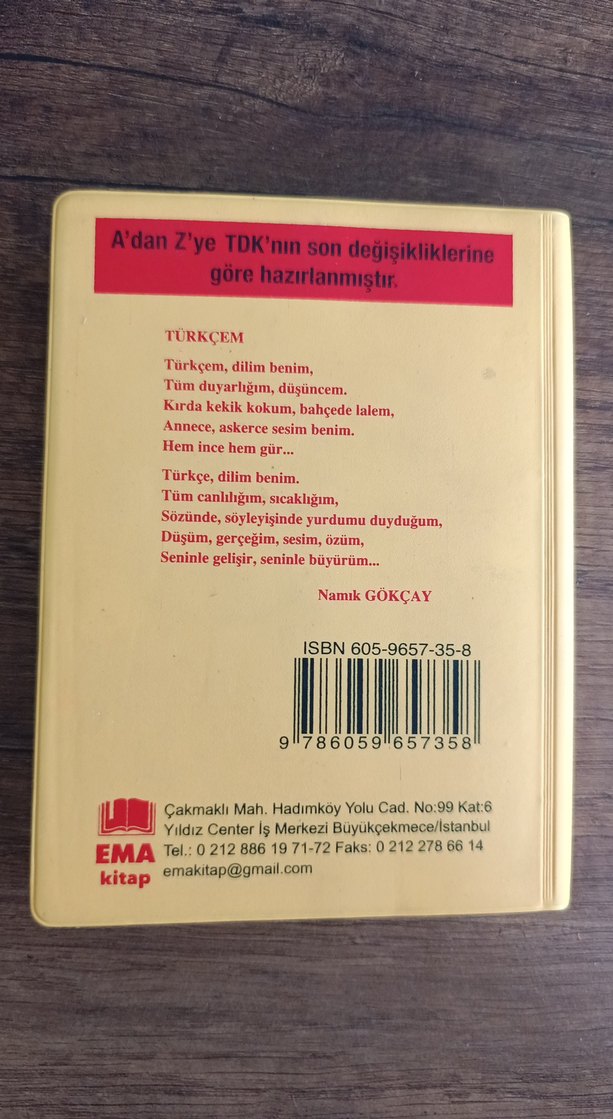 A'dan Z'ye TDK'nın son değişikliklerine
göre hazırlanmıştır.
TÜRKÇEM
Türkçem, dilim benim,
Tüm duyarlığım, düşüncem.
Kırda kekik kokum, bahçede lalem,
Annece, askerce sesim benim.
Hem ince hem gür...
Türkçe, dilim benim.
Tüm canlılığım, sıcaklığım,
Sözünde, söyleyişinde yurdumu duyduğum,
Düşüm, gerçeğim, sesim, özüm,
Seninle gelişir, seninle büyürüm...
Namık GÖKÇAY
ISBN 605-9657-35-8
9 786059 657358
EMA
kitap
Çakmaklı Mah. Hadımköy Yolu Cad. No:99 Kat:6
Yıldız Center İş Merkezi Büyükçekmece/İstanbul
Tel.: 0 212 886 19 71-72 Faks: 0 212 278 66 14
emakitap@gmail.com